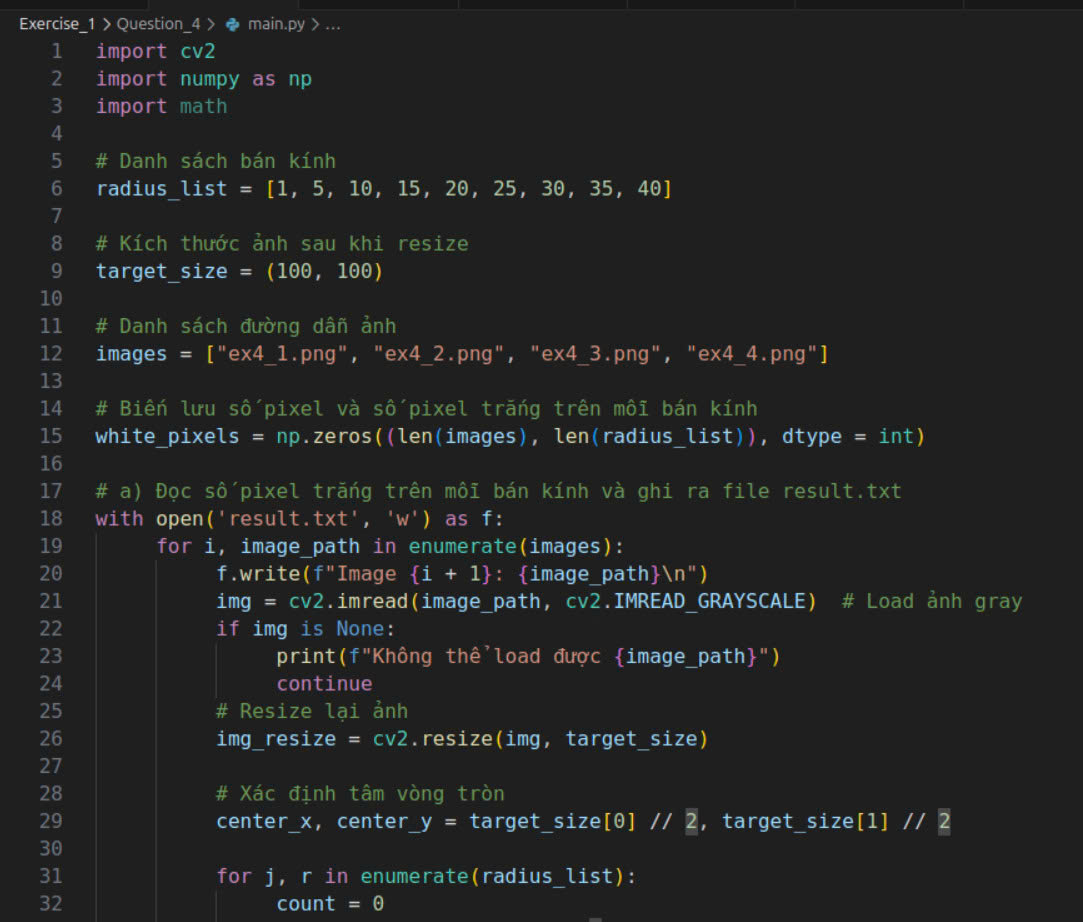 Exercise_1 > Question_4 > main.py > ...
1 import cv2
2 import numpy as np
3 import math
4
5 # Danh sách bán kính
6 radius_list = [1, 5, 10, 15, 20, 25, 30, 35, 40]
7
8 # Kích thước ảnh sau khi resize
9 target_size = (100, 100)
10
11 # Danh sách đường dẫn ảnh
12 images = ["ex4_1.png", "ex4_2.png", "ex4_3.png", "ex4_4.png"]
13
14 # Biến lưu số pixel và số pixel trắng trên mỗi bán kính
15 white_pixels = np.zeros((len(images), len(radius_list)), dtype = int)
16
17 # a) Đọc số pixel trắng trên mỗi bán kính và ghi ra file result.txt
18 with open('result.txt', 'w') as f:
19 for i, image_path in enumerate(images):
20 f.write(f"Image {i + 1}: {image_path}\n")
21 img = cv2.imread(image_path, cv2.IMREAD_GRAYSCALE) # Load ảnh gray
22 if img is None:
23 print(f"Không thể load được {image_path}")
24 continue
25 # Resize lại ảnh
26 img_resize = cv2.resize(img, target_size)
27
28 # Xác định tâm vòng tròn
29 center_x, center_y = target_size[0] // 2, target_size[1] // 2
30
31 for j, r in enumerate(radius_list):
32 count = 0